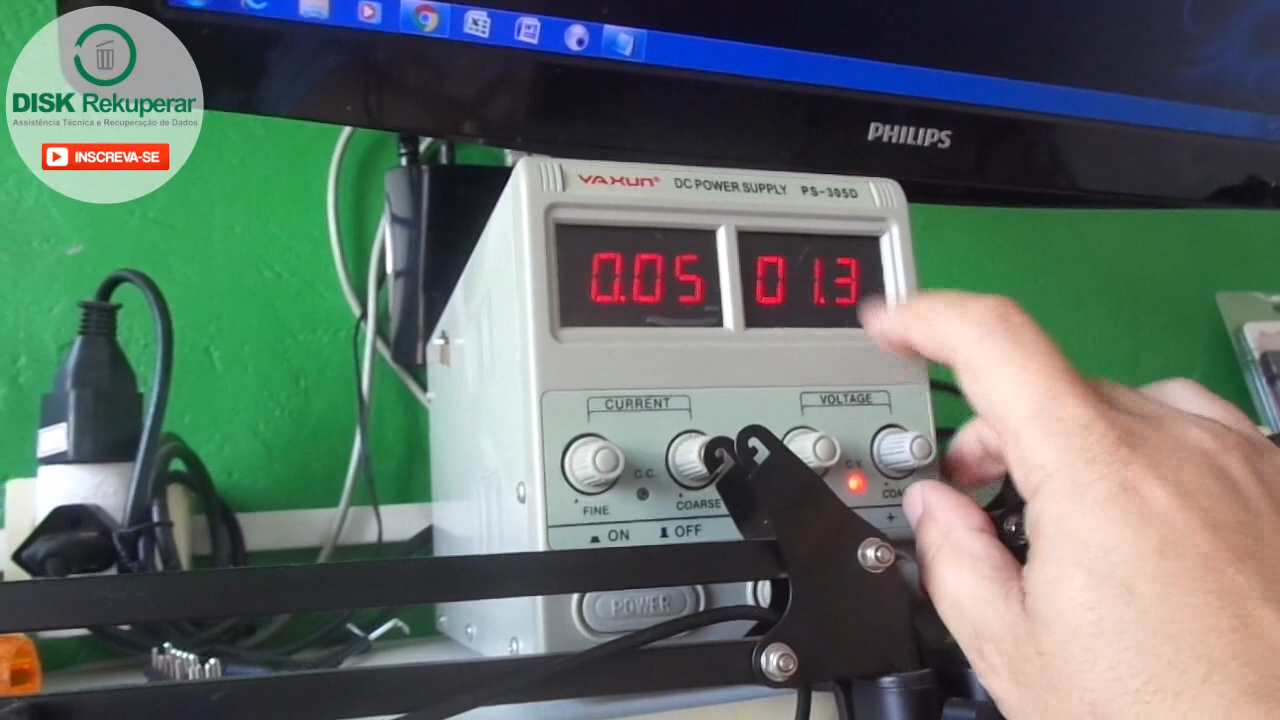 DISK Rekuperar
Assistência Técnica e Recuperação de Dados
INSCREVA-SE
PHILIPS
YAXUN®
DC POWER SUPPLY PS-305D
0.05 01.3
CURRENT VOLTAGE
C.C. C.V.
FINE COARSE
ON OFF
+
POWER